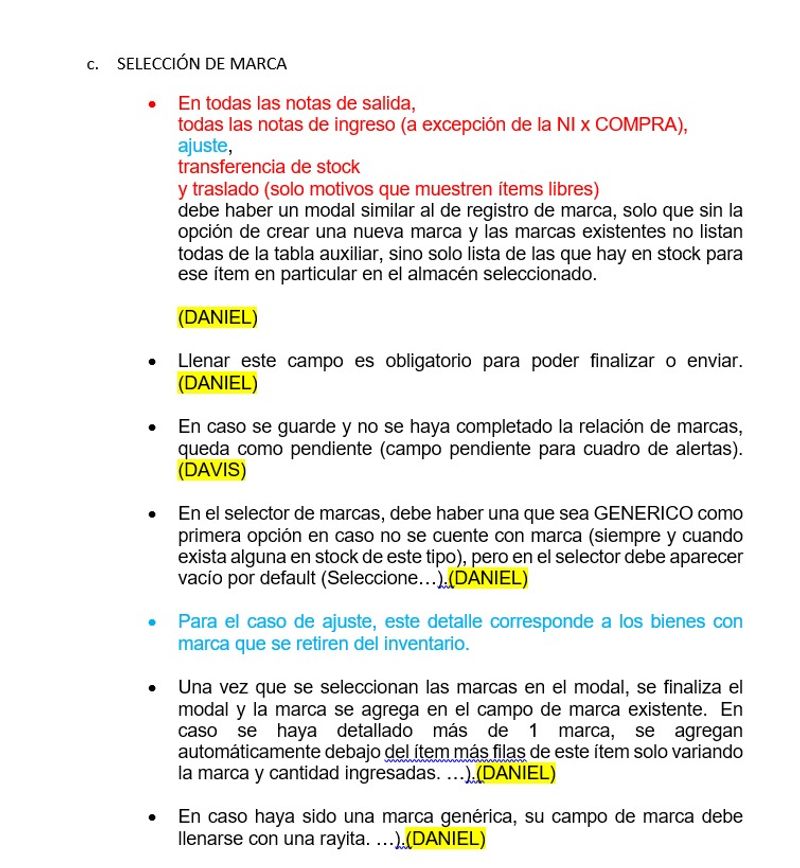 c. SELECCIÓN DE MARCA
• En todas las notas de salida,
todas las notas de ingreso (a excepción de la NI x COMPRA),
ajuste,
transferencia de stock
y traslado (solo motivos que muestren ítems libres)
debe haber un modal similar al de registro de marca, solo que sin la
opción de crear una nueva marca y las marcas existentes no listan
todas de la tabla auxiliar, sino solo lista de las que hay en stock para
ese ítem en particular en el almacén seleccionado.
(DANIEL)
• Llenar este campo es obligatorio para poder finalizar o enviar.
(DANIEL)
• En caso se guarde y no se haya completado la relación de marcas,
queda como pendiente (campo pendiente para cuadro de alertas).
(DAVIS)
• En el selector de marcas, debe haber una que sea GENERICO como
primera opción en caso no se cuente con marca (siempre y cuando
exista alguna en stock de este tipo), pero en el selector debe aparecer
vacío por default (Seleccione…).(DANIEL)
• Para el caso de ajuste, este detalle corresponde a los bienes con
marca que se retiren del inventario.
• Una vez que se seleccionan las marcas en el modal, se finaliza el
modal y la marca se agrega en el campo de marca existente. En
caso se haya detallado más de 1 marca, se agregan
automáticamente debajo del ítem más filas de este ítem solo variando
la marca y cantidad ingresadas. …).(DANIEL)
• En caso haya sido una marca genérica, su campo de marca debe
llenarse con una rayita. …).(DANIEL)